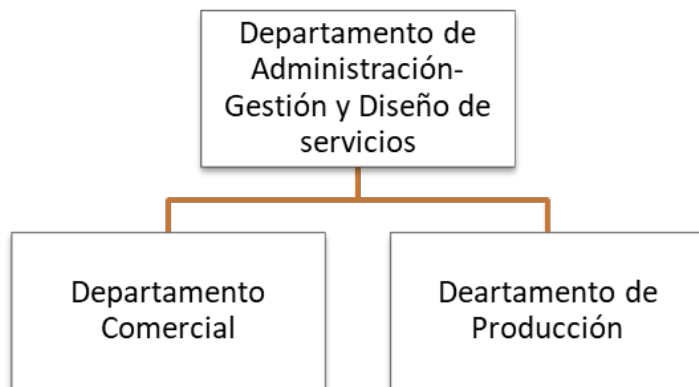 Departamento de
Administración-
Gestión y Diseño de
servicios
Departamento
Comercial
Deartamento de
Producción